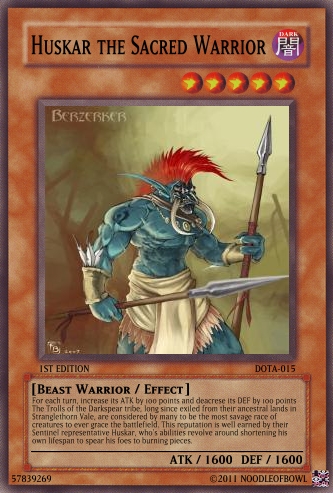 HUSKAR THE SACRED WARRIOR
DARK
闇
BERZERKER
2007
1ST EDITION
DOTA-015
[BEAST WARRIOR / EFFECT]
For each turn, increase its ATK by 100 points and deacrese its DEF by 100
The Trolls of the Darkspear tribe, long since exiled from their ancestral lands in
Stranglethorn Vale, are considered by many to be the most savage race of
creatures to ever grace the battlefield. This reputation is well earned by their
Sentinel representative Huskar, who's abilities revolve around shortening his
own lifespan to spear his foes to burning pieces.
ATK / 1600 DEF / 1600
57839269
©2011 NOODLEOFBOWL